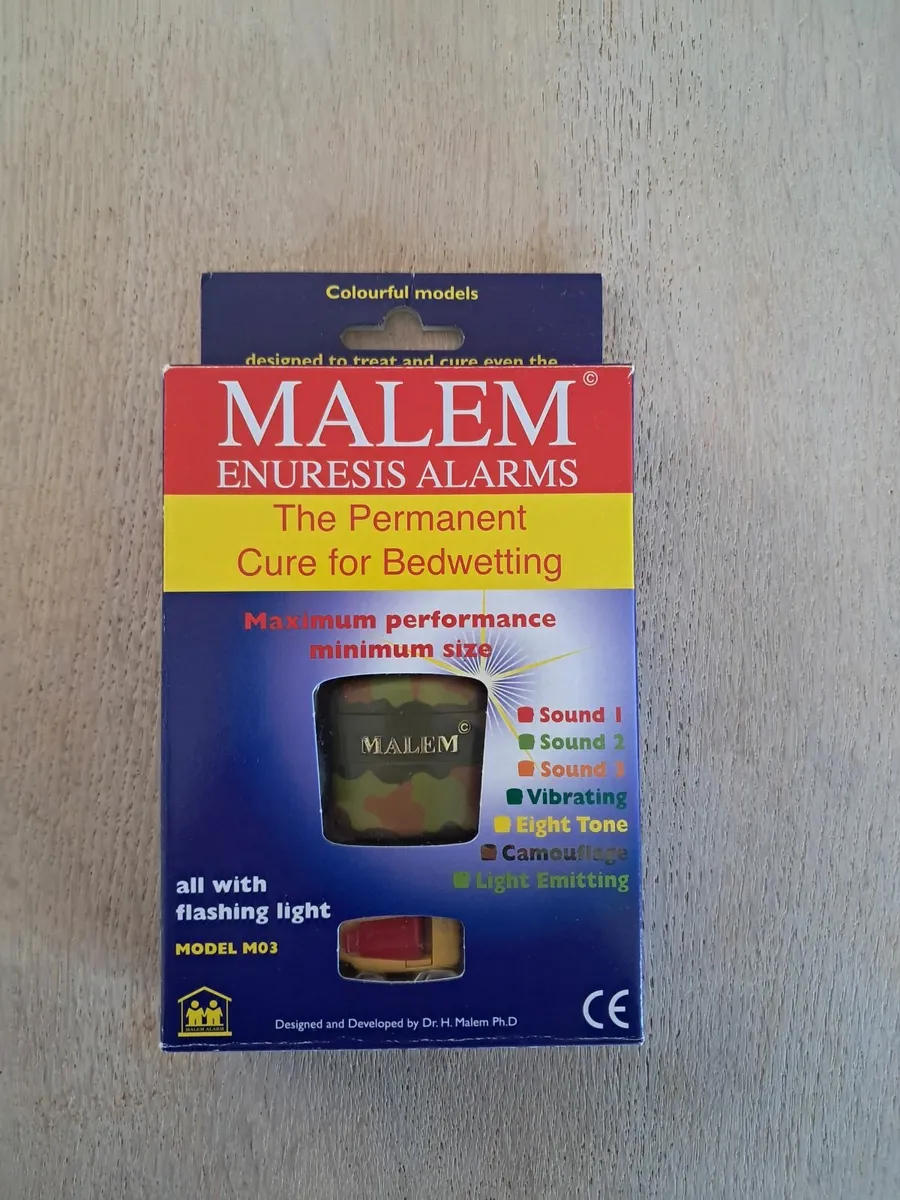 Colourful models
designed to treat and cure even the
MALEM©
ENURESIS ALARMS
The Permanent
Cure for Bedwetting
Maximum performance
minimum size
MALEM©
Sound 1
Sound 2
Sound 3
Vibrating
Eight Tone
Camouflage
Light Emitting
all with
flashing light
MODEL M03
MALEM ALARM
Designed and Developed by Dr. H. Malem Ph.D
CE